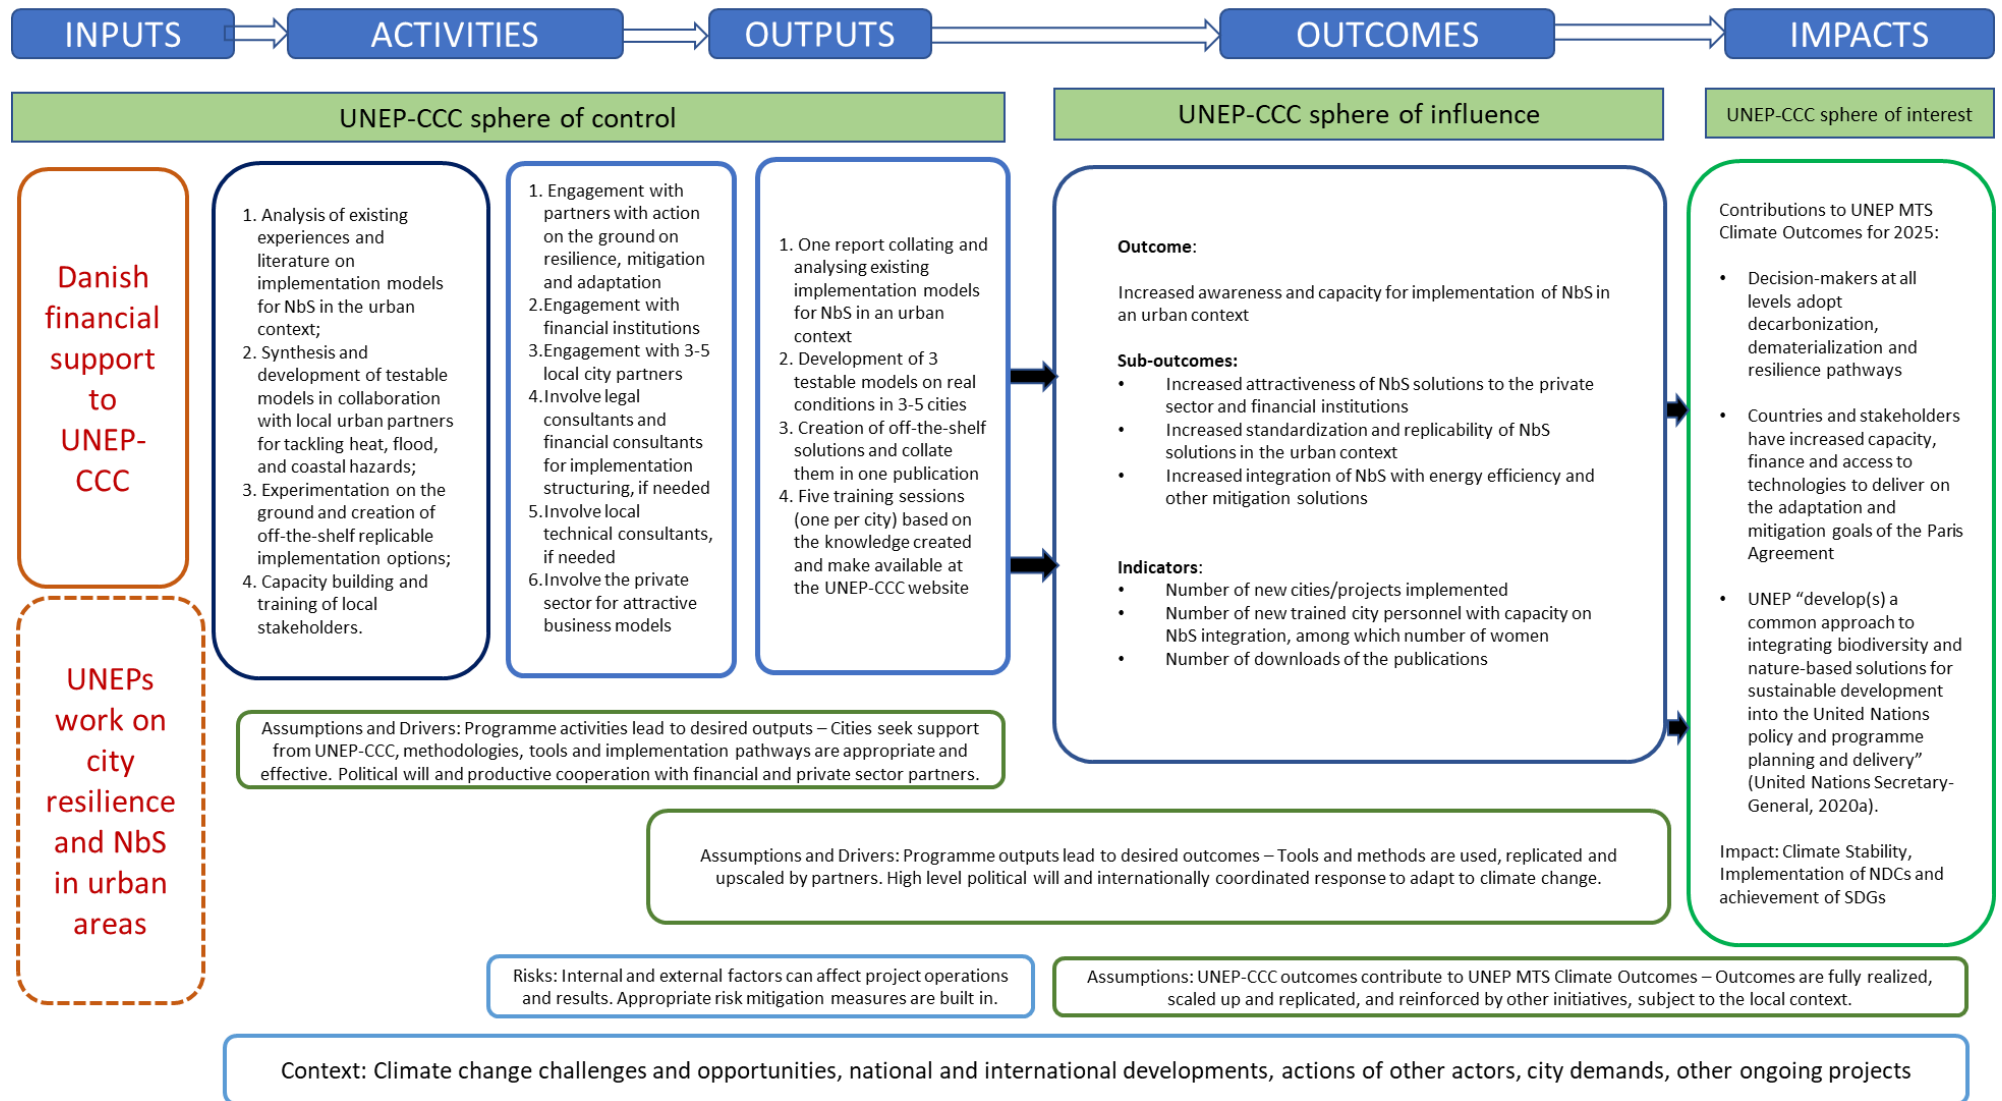 INPUTS
ACTIVITIES
OUTPUTS
OUTCOMES
IMPACTS
UNEP-CCC sphere of control
UNEP-CCC sphere of influence
UNEP-CCC sphere of interest
Danish
financial
support
to
UNEP-
CCC
UNEPs
work on
city
resilience
and NbS
in urban
areas
1. Analysis of existing
experiences and
literature on
implementation models
for NbS in the urban
context;
2. Synthesis and
development of testable
models in collaboration
with local urban partners
for tackling heat, flood,
and coastal hazards;
3. Experimentation on the
ground and creation of
off-the-shelf replicable
implementation options;
4. Capacity building and
training of local
stakeholders.
1. Engagement with
partners with action
on the ground on
resilience, mitigation
and adaptation
2.Engagement with
financial institutions
3.Engagement with 3-5
local city partners
4.Involve legal
consultants and
financial consultants
for implementation
structuring, if needed
5.Involve local
technical consultants,
if needed
6.Involve the private
sector for attractive
business models
1. One report collating and
analysing existing
implementation models
for NbS in an urban
context
2. Development of 3
testable models on real
conditions in 3-5 cities
3. Creation of off-the-shelf
solutions and collate
them in one publication
4. Five training sessions
(one per city) based on
the knowledge created
and make available at
the UNEP-CCC website
Outcome:
Increased awareness and capacity for implementation of NbS in
an urban context
Sub-outcomes:
• Increased attractiveness of NbS solutions to the private
sector and financial institutions
• Increased standardization and replicability of NbS
solutions in the urban context
• Increased integration of NbS with energy efficiency and
other mitigation solutions
Indicators:
• Number of new cities/projects implemented
• Number of new trained city personnel with capacity on
NbS integration, among which number of women
• Number of downloads of the publications
Contributions to UNEP MTS
Climate Outcomes for 2025:
• Decision-makers at all
levels adopt
decarbonization,
dematerialization and
resilience pathways
• Countries and stakeholders
have increased capacity,
finance and access to
technologies to deliver on
the adaptation and
mitigation goals of the Paris
Agreement
• UNEP “develop(s) a
common approach to
integrating biodiversity and
nature-based solutions for
sustainable development
into the United Nations
policy and programme
planning and delivery”
(United Nations Secretary-
General, 2020a).
Impact: Climate Stability,
Implementation of NDCs and
achievement of SDGs
Assumptions and Drivers: Programme activities lead to desired outputs – Cities seek support
from UNEP-CCC, methodologies, tools and implementation pathways are appropriate and
effective. Political will and productive cooperation with financial and private sector partners.
Assumptions and Drivers: Programme outputs lead to desired outcomes – Tools and methods are used, replicated and
upscaled by partners. High level political will and internationally coordinated response to adapt to climate change.
Risks: Internal and external factors can affect project operations
and results. Appropriate risk mitigation measures are built in.
Assumptions: UNEP-CCC outcomes contribute to UNEP MTS Climate Outcomes – Outcomes are fully realized,
scaled up and replicated, and reinforced by other initiatives, subject to the local context.
Context: Climate change challenges and opportunities, national and international developments, actions of other actors, city demands, other ongoing projects